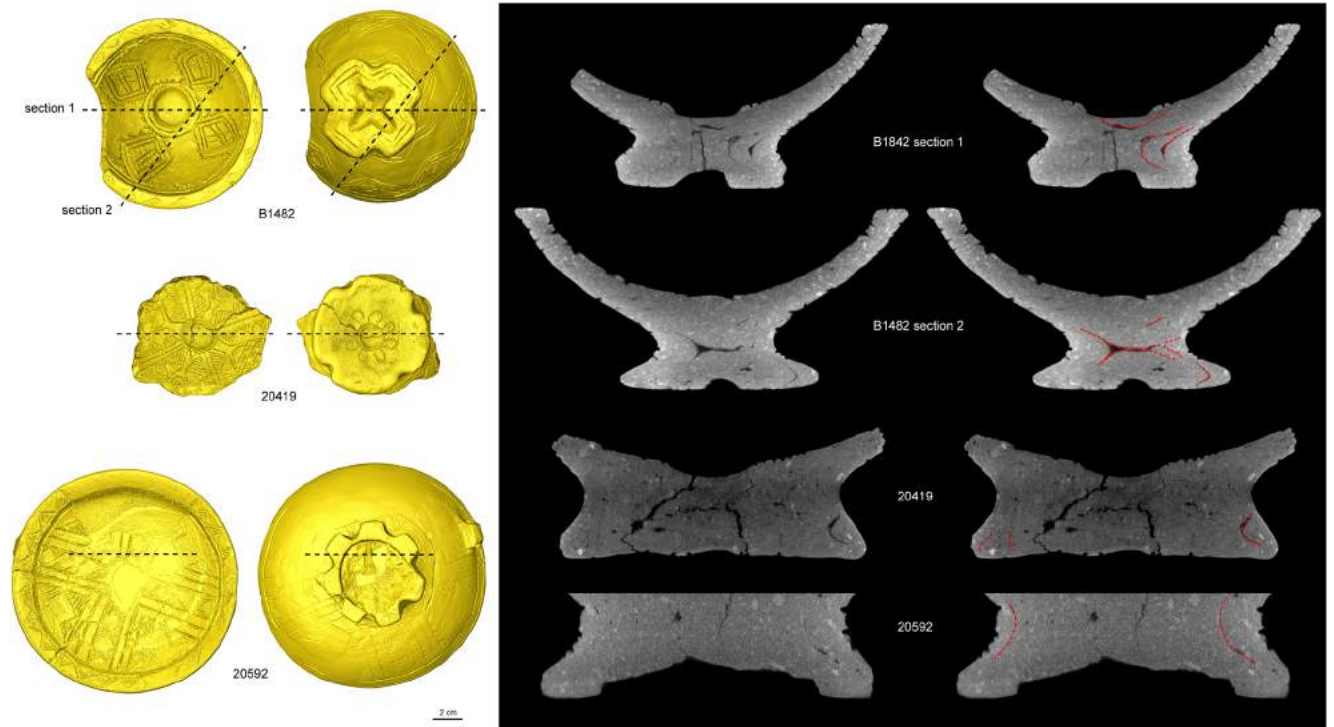 section 1
section 2
B1482
20419
20592
2 cm
B1842 section 1
B1482 section 2
20419
20592